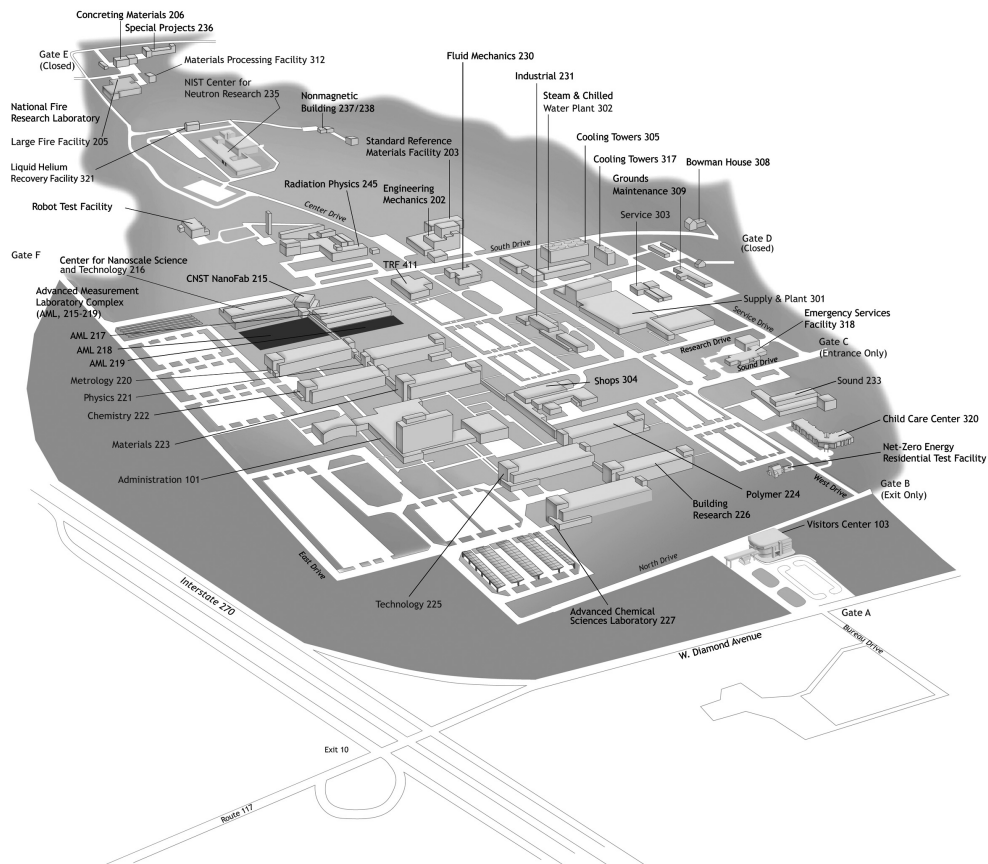 Concreting Materials 206
Special Projects 236
Gate E
(Closed)
Materials Processing Facility 312
NIST Center for
Neutron Research 235
Nonmagnetic
Building 237/238
Fluid Mechanics 230
Industrial 231
Steam & Chilled
Water Plant 302
National Fire
Research Laboratory
Large Fire Facility 205
Standard Reference
Materials Facility 203
Cooling Towers 305
Cooling Towers 317
Bowman House 308
Liquid Helium
Recovery Facility 321
Radiation Physics 245
Engineering
Mechanics 202
Grounds
Maintenance 309
Robot Test Facility
Center Drive
Service 303
South Drive
Gate D
(Closed)
Gate F
Center for Nanoscale Science
and Technology 216
TRF 411
CNST NanoFab 215
Advanced Measurement
Laboratory Complex
(AML, 215-219)
Supply & Plant 301
Service Drive
Emergency Services
Facility 318
AML 217
AML 218
AML 219
Research Drive
Gate C
(Entrance Only)
Sound Drive
Metrology 220
Shops 304
Sound 233
Physics 221
Chemistry 222
Child Care Center 320
Materials 223
Net-Zero Energy
Residential Test Facility
Administration 101
West Drive
Gate B
(Exit Only)
Polymer 224
Building
Research 226
Visitors Center 103
East Drive
North Drive
Technology 225
Interstate 270
Advanced Chemical
Sciences Laboratory 227
Gate A
W. Diamond Avenue
Bureau Drive
Exit 10
Route 117